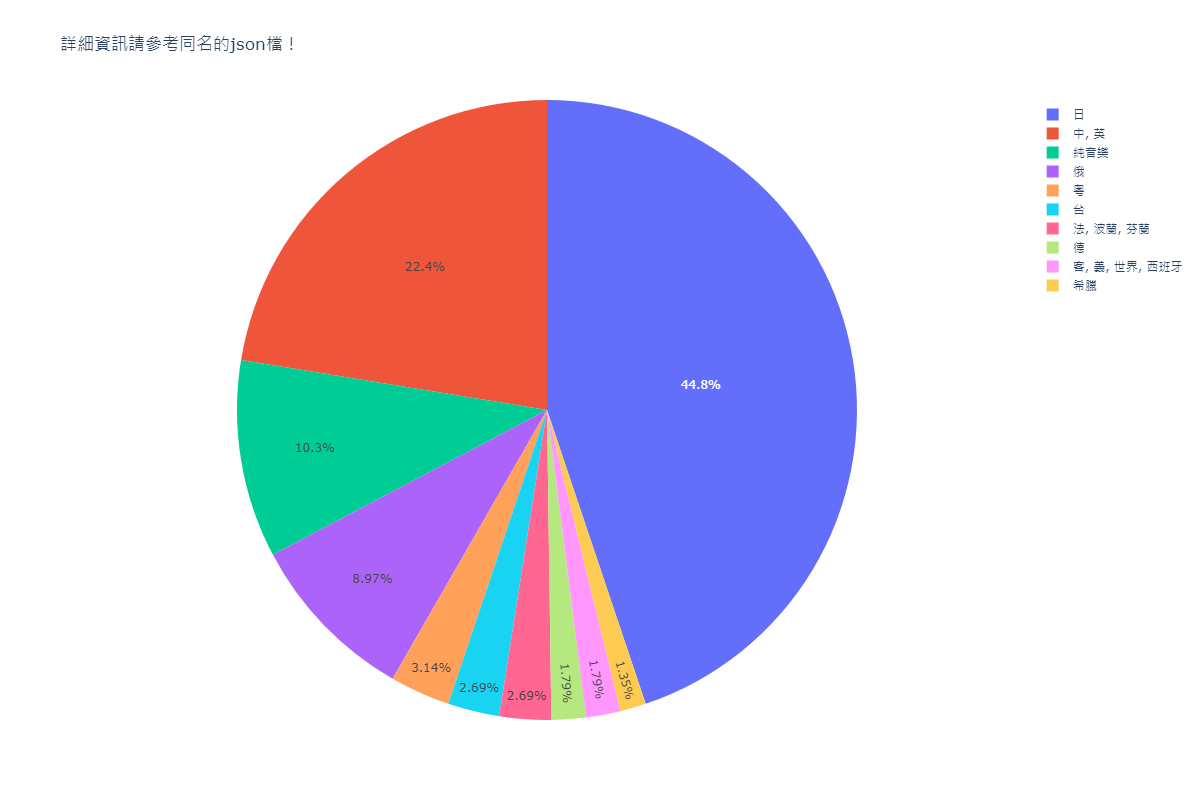 詳細資訊請參考同名的json檔！
44.8%
22.4%
10.3%
8.97%
3.14%
2.69%
2.69%
1.79%
1.79%
1.35%
日
中, 英
純音樂
俄
粵
台
法, 波蘭, 芬蘭
德
客, 義, 世界, 西班牙
希臘